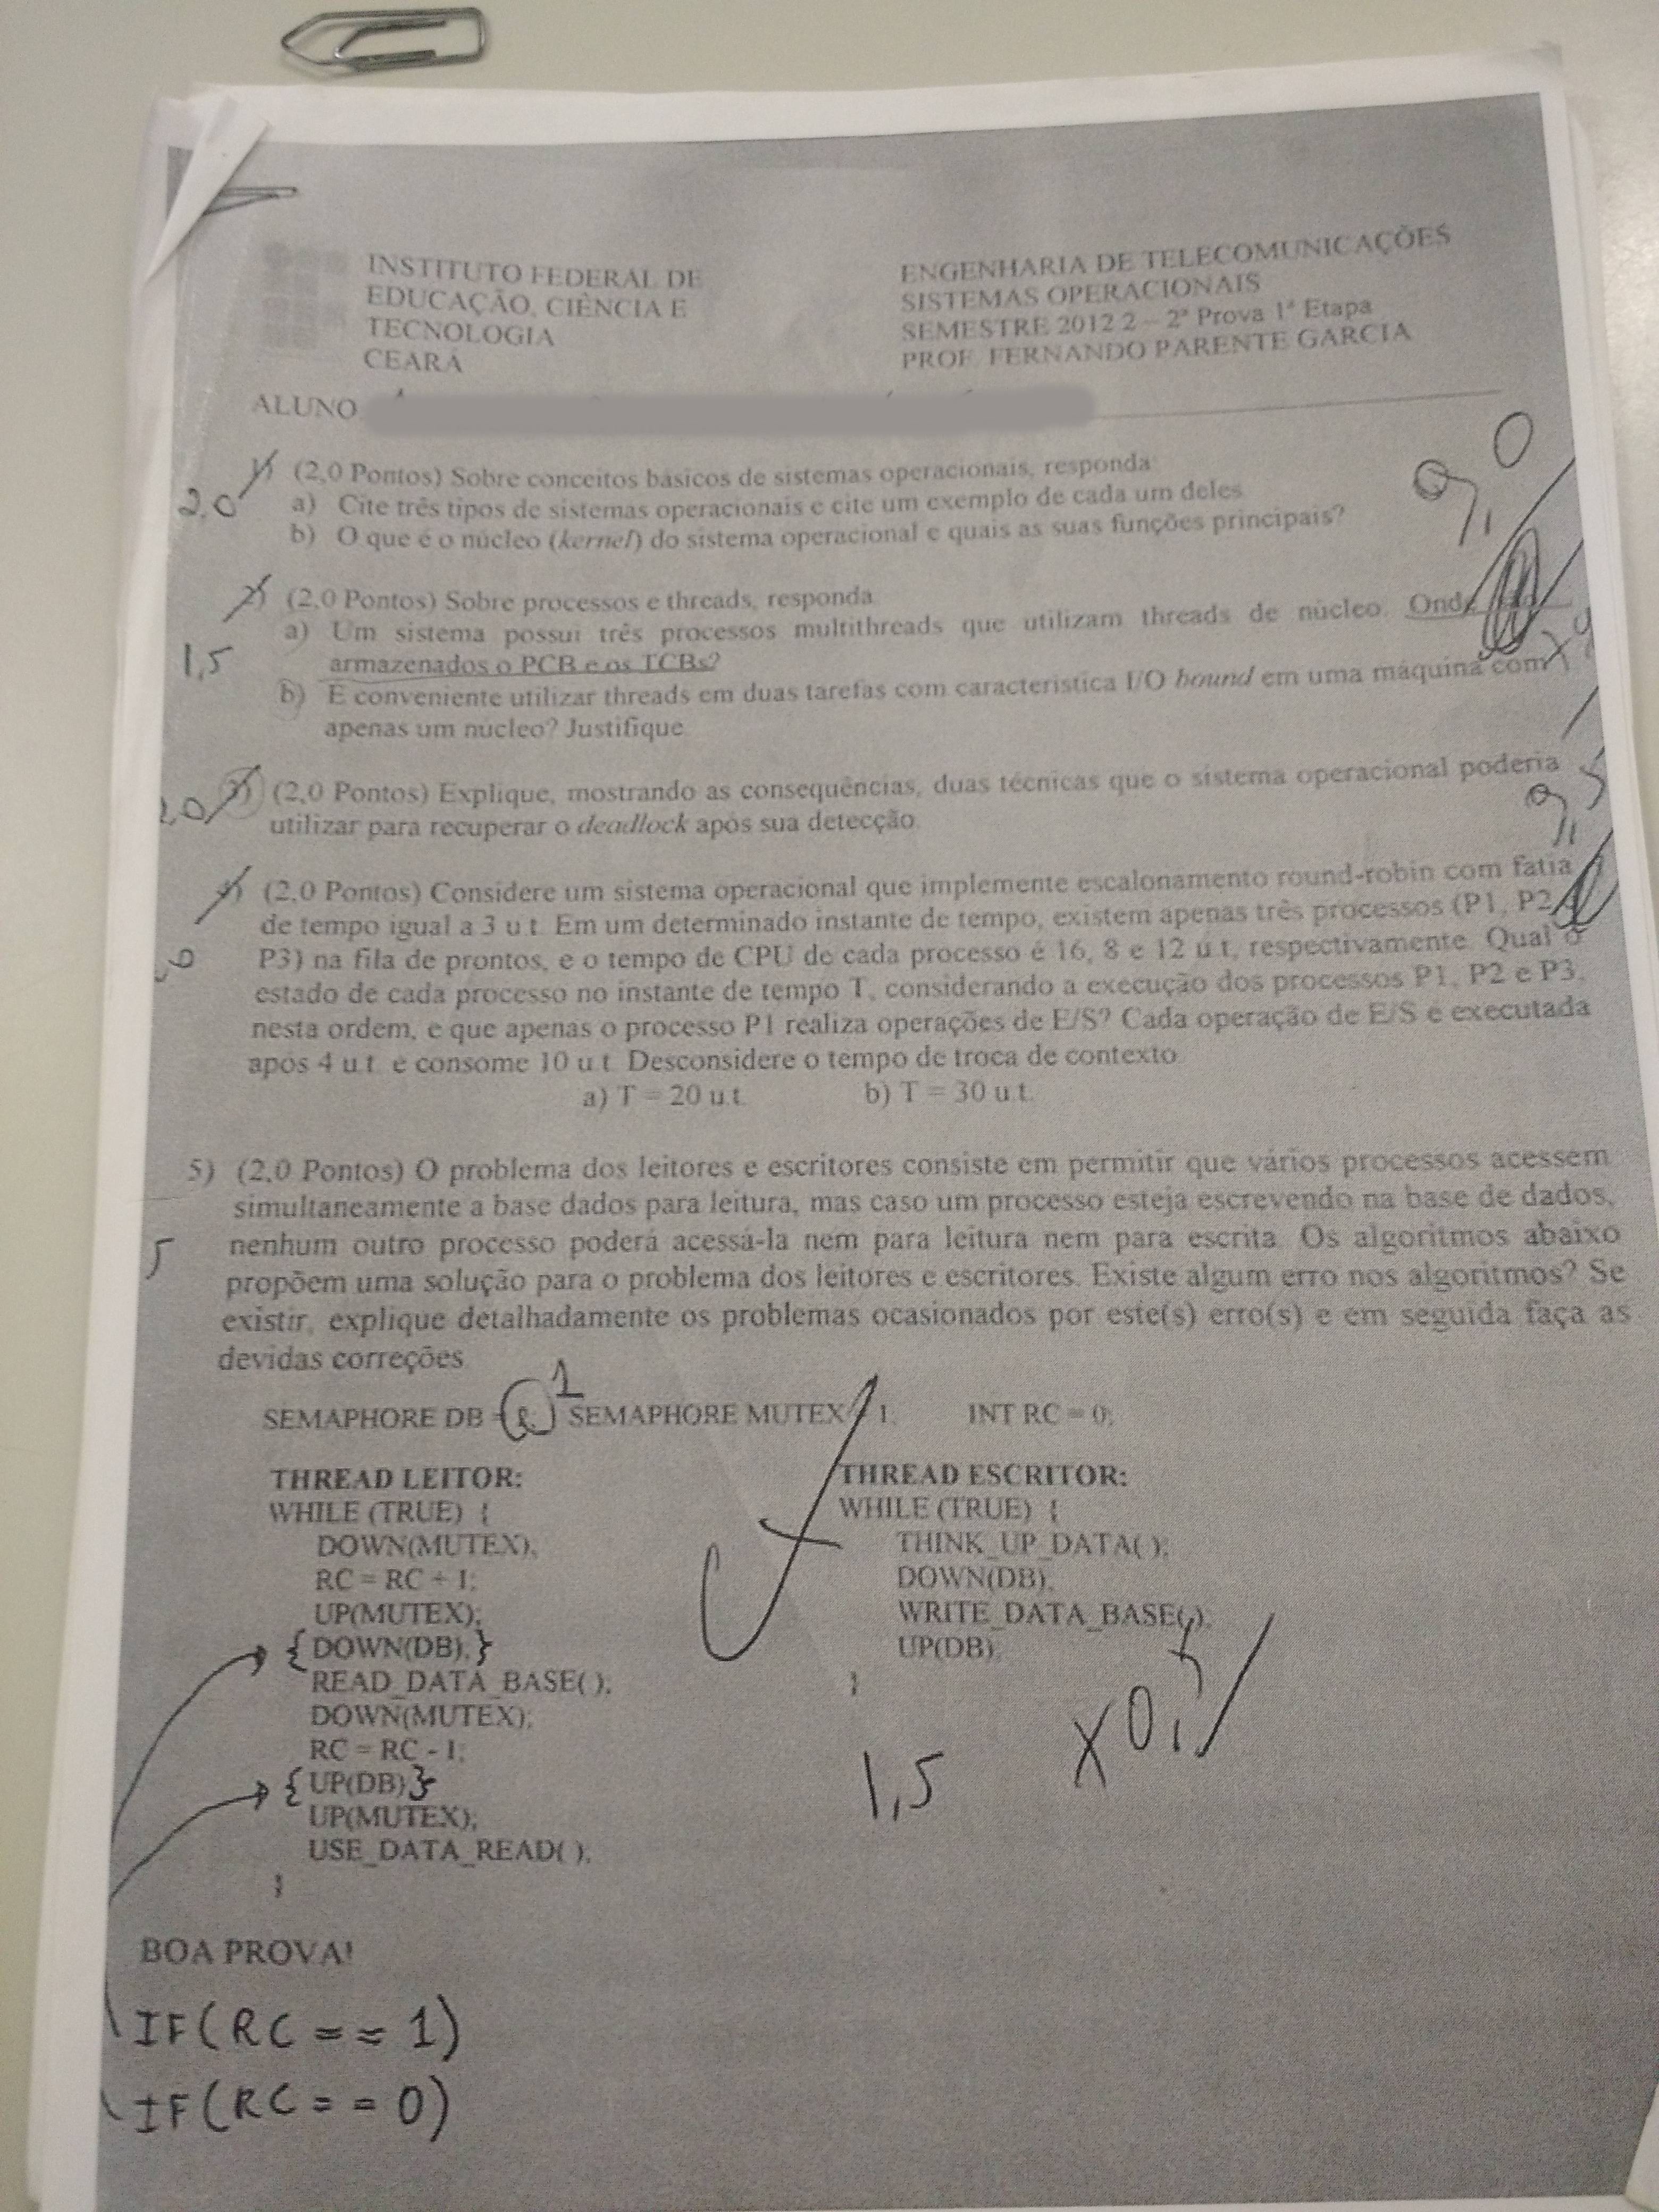 INSTITUTO FEDERAL DE
EDUCAÇÃO, CIÊNCIA E
TECNOLOGIA
CEARÁ
ENGENHARIA DE TELECOMUNICAÇÕES
SISTEMAS OPERACIONAIS
SEMESTRE 2012.2 – 2ª Prova 1ª Etapa
PROF. FERNANDO PARENTE GARCIA
ALUNO
9,0
2,0
1) (2,0 Pontos) Sobre conceitos básicos de sistemas operacionais, responda:
a) Cite três tipos de sistemas operacionais e cite um exemplo de cada um deles.
b) O que é o núcleo (kernel) do sistema operacional e quais as suas funções principais?
1,5
2) (2,0 Pontos) Sobre processos e threads, responda:
a) Um sistema possui três processos multithreads que utilizam threads de núcleo. Onde
armazenados o PCB e os TCBs?
b) É conveniente utilizar threads em duas tarefas com característica I/O bound em uma máquina com
apenas um núcleo? Justifique.
2,0
3) (2,0 Pontos) Explique, mostrando as consequências, duas técnicas que o sistema operacional poderia
utilizar para recuperar o deadlock após sua detecção.
9,5
4) (2,0 Pontos) Considere um sistema operacional que implemente escalonamento round-robin com fatia
de tempo igual a 3 u.t. Em um determinado instante de tempo, existem apenas três processos (P1, P2
P3) na fila de prontos, e o tempo de CPU de cada processo é 16, 8 e 12 u.t, respectivamente. Qual o
estado de cada processo no instante de tempo T, considerando a execução dos processos P1, P2 e P3,
nesta ordem, e que apenas o processo P1 realiza operações de E/S? Cada operação de E/S é executada
após 4 u.t. e consome 10 u.t. Desconsidere o tempo de troca de contexto.
a) T = 20 u.t. b) T = 30 u.t.
5) (2,0 Pontos) O problema dos leitores e escritores consiste em permitir que vários processos acessem
simultaneamente a base dados para leitura, mas caso um processo esteja escrevendo na base de dados,
nenhum outro processo poderá acessá-la nem para leitura nem para escrita. Os algoritmos abaixo
propõem uma solução para o problema dos leitores e escritores. Existe algum erro nos algoritmos? Se
existir, explique detalhadamente os problemas ocasionados por este(s) erro(s) e em seguida faça as
devidas correções.
5
SEMAPHORE DB = 1 SEMAPHORE MUTEX = 1; INT RC = 0;
THREAD LEITOR:
WHILE (TRUE) {
DOWN(MUTEX);
RC = RC + 1;
UP(MUTEX);
{ DOWN(DB); }
READ_DATA_BASE( );
DOWN(MUTEX);
RC = RC - 1;
{ UP(DB) }
UP(MUTEX);
USE_DATA_READ( );
}
THREAD ESCRITOR:
WHILE (TRUE) {
THINK_UP_DATA( );
DOWN(DB);
WRITE_DATA_BASE( );
UP(DB);
}
X 0,5
1,5
BOA PROVA!
IF(RC == 1)
IF(RC == 0)